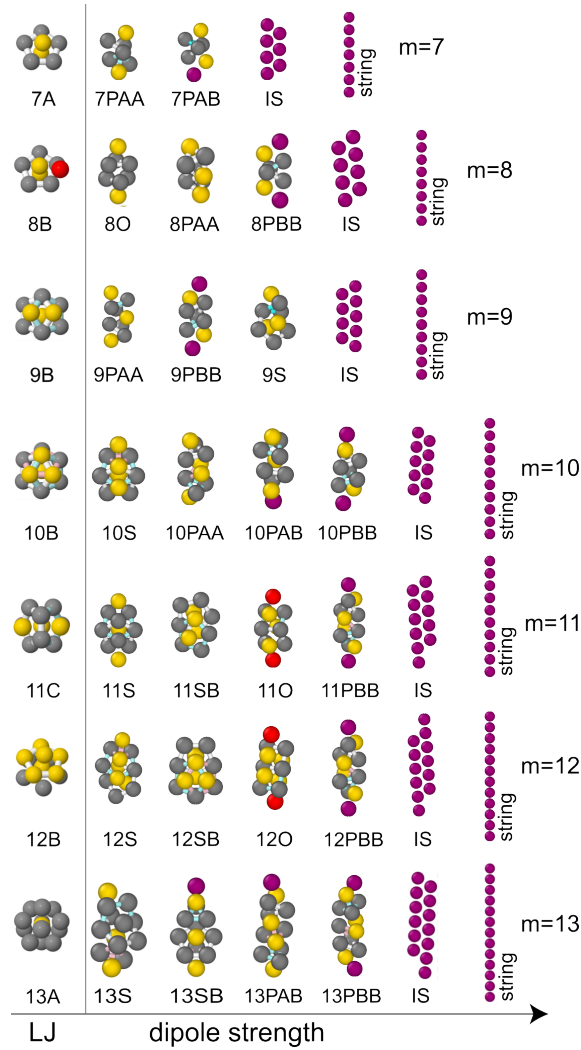 m=7
string
7A 7PAA 7PAB IS
m=8
string
8B 8O 8PAA 8PBB IS
m=9
string
9B 9PAA 9PBB 9S IS
m=10
string
10B 10S 10PAA 10PAB 10PBB IS
m=11
string
11C 11S 11SB 11O 11PBB IS
m=12
string
12B 12S 12SB 12O 12PBB IS
m=13
string
13A 13S 13SB 13PAB 13PBB IS
LJ dipole strength